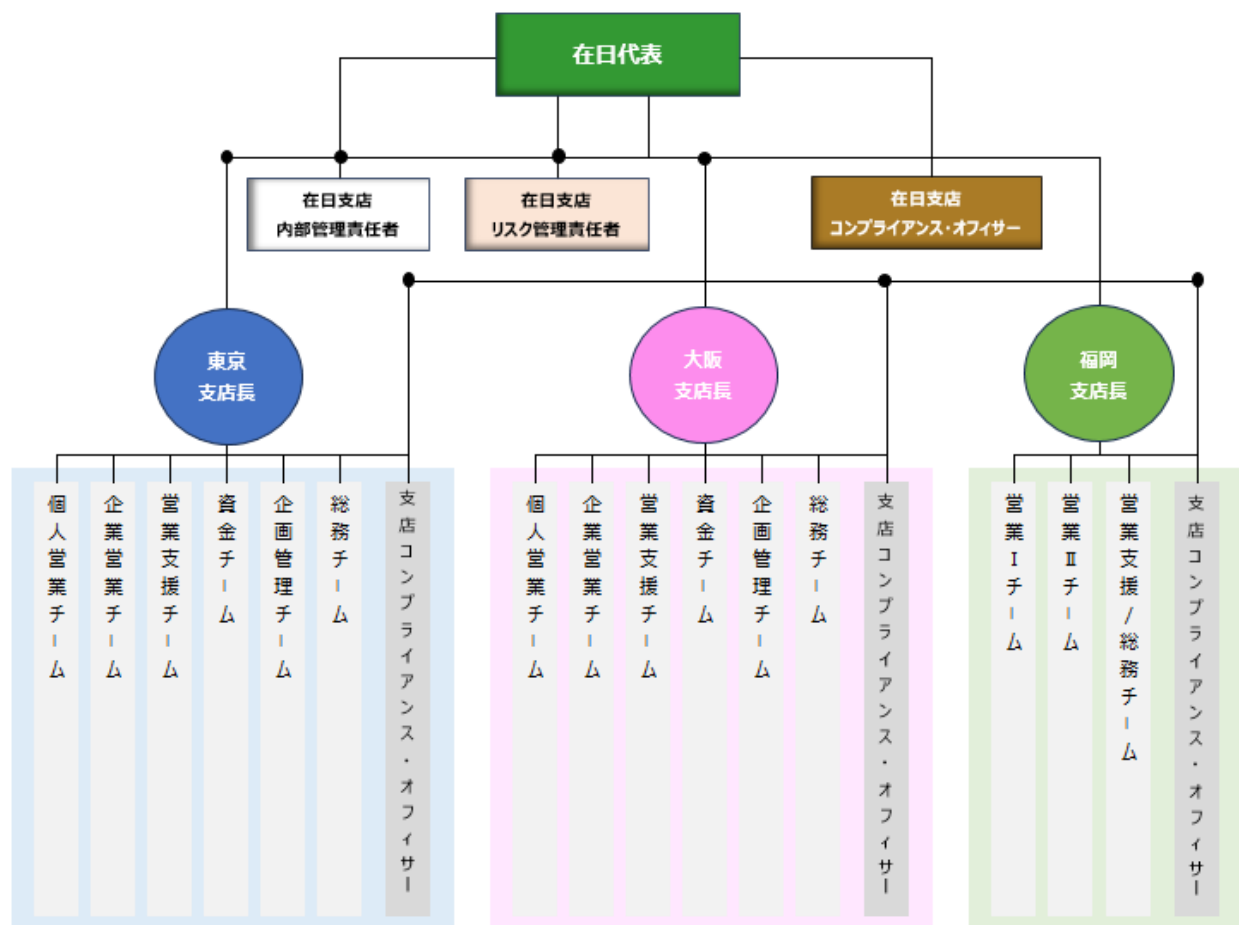 在日代表
在日支店
内部管理責任者
在日支店
リスク管理責任者
在日支店
コンプライアンス・オフィサー
東京
支店長
大阪
支店長
福岡
支店長
個人営業チーム
企業営業チーム
営業支援チーム
資金チーム
企画管理チーム
総務チーム
支店コンプライアンス・オフィサー
個人営業チーム
企業営業チーム
営業支援チーム
資金チーム
企画管理チーム
総務チーム
支店コンプライアンス・オフィサー
営業Ⅰチーム
営業Ⅱチーム
営業支援/総務チーム
支店コンプライアンス・オフィサー